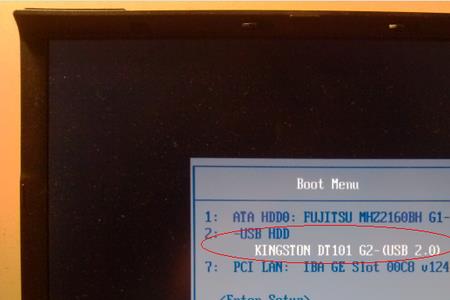 Boot Menu
1: ATA HDD0: FUJITSU MHZ2160BH G1-
2: -USB HDD
KINGSTON DT101 G2-(USB 2.0)
7: PCI LAN: IBA GE Slot 00C8 v124
<Enter Setup>